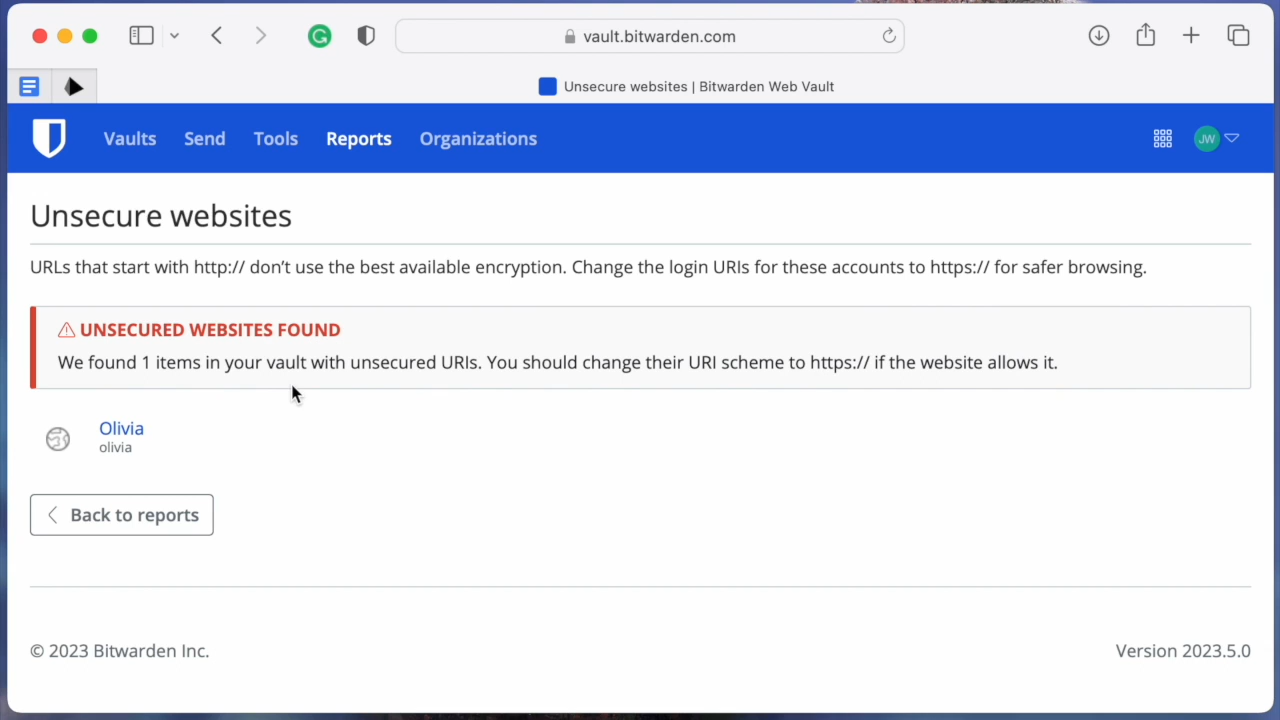 vault.bitwarden.com
Unsecure websites | Bitwarden Web Vault
Vaults Send Tools Reports Organizations
JW
Unsecure websites
URLs that start with http:// don’t use the best available encryption. Change the login URIs for these accounts to https:// for safer browsing.
UNSECURED WEBSITES FOUND
We found 1 items in your vault with unsecured URIs. You should change their URI scheme to https:// if the website allows it.
Olivia
olivia
Back to reports
© 2023 Bitwarden Inc.
Version 2023.5.0